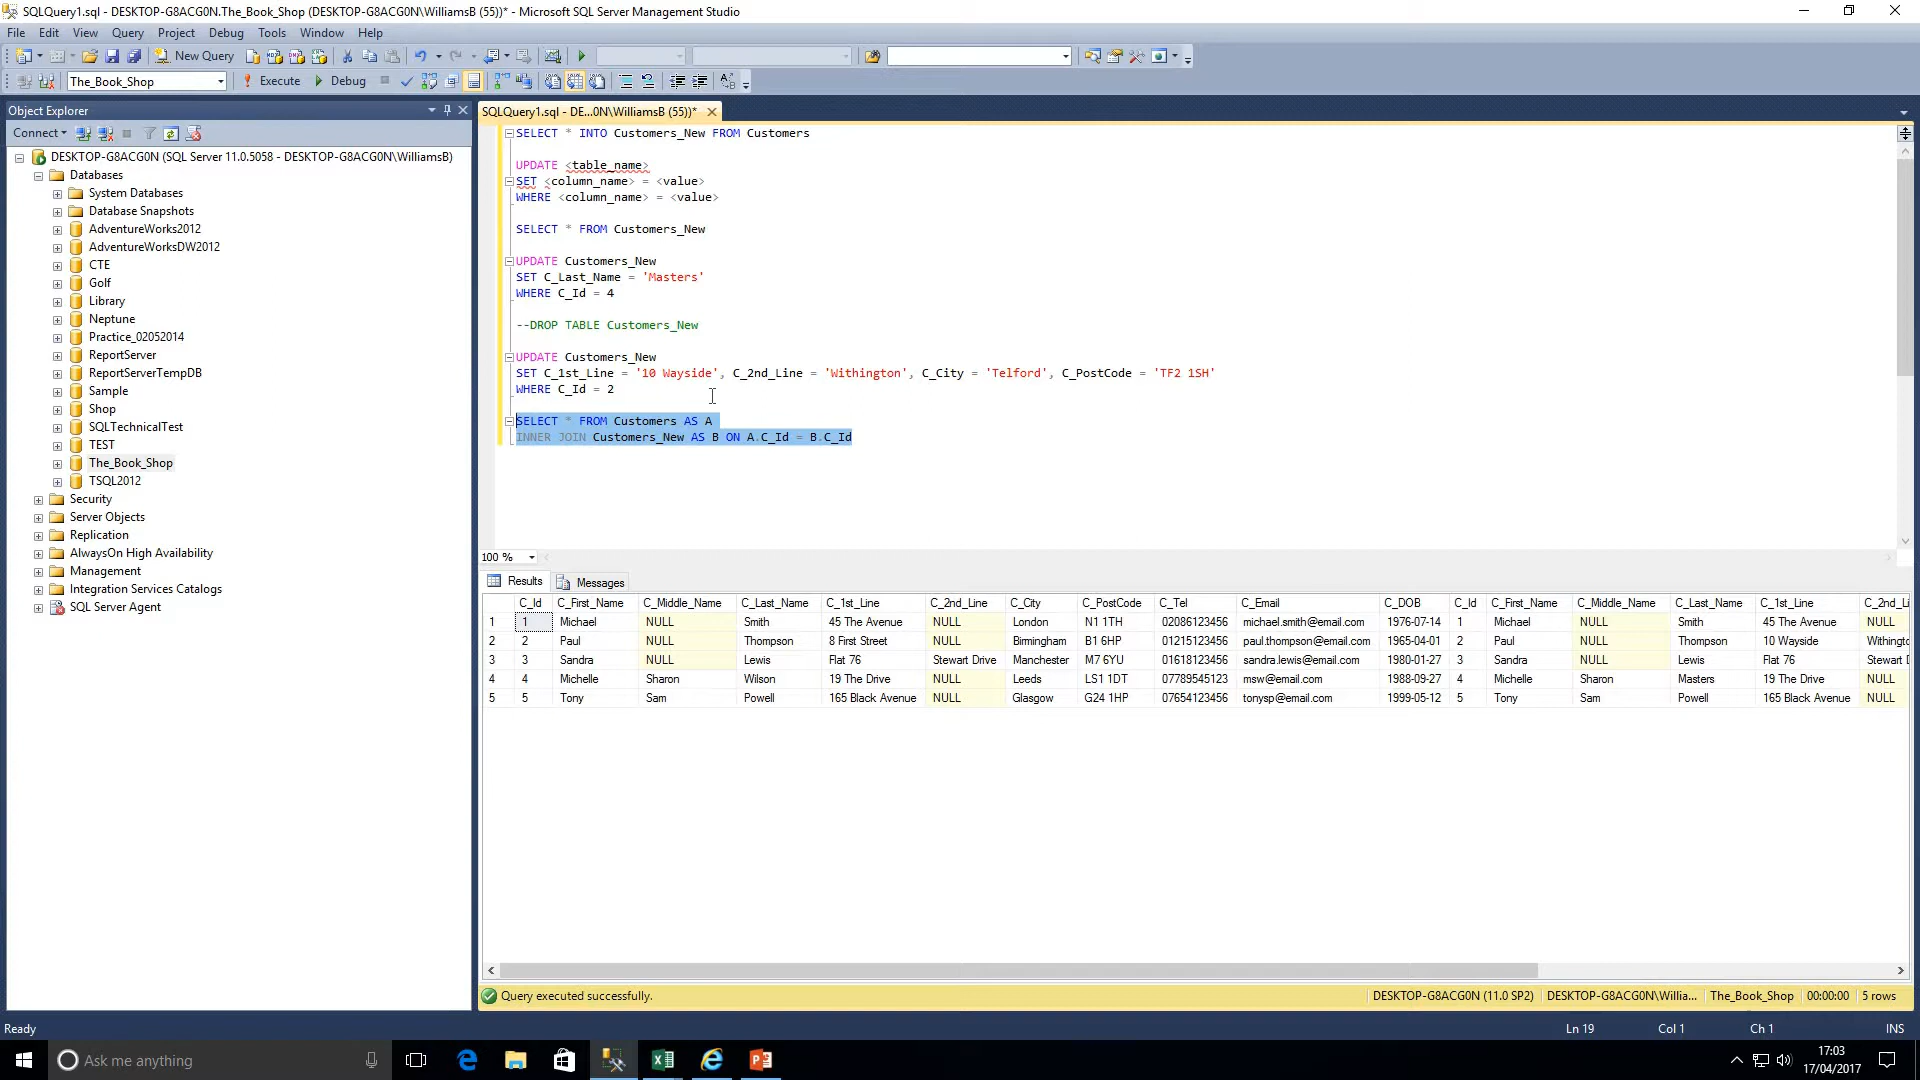 SQLQuery1.sql - DESKTOP-G8ACG0N.The_Book_Shop (DESKTOP-G8ACG0N\WilliamsB (55))* - Microsoft SQL Server Management Studio
File Edit View Query Project Debug Tools Window Help
New Query
The_Book_Shop Execute Debug
Object Explorer
Connect
DESKTOP-G8ACG0N (SQL Server 11.0.5058 - DESKTOP-G8ACG0N\WilliamsB)
Databases
System Databases
Database Snapshots
AdventureWorks2012
AdventureWorksDW2012
CTE
Golf
Library
Neptune
Practice_02052014
ReportServer
ReportServerTempDB
Sample
Shop
SQLTechnicalTest
TEST
The_Book_Shop
TSQL2012
Security
Server Objects
Replication
AlwaysOn High Availability
Management
Integration Services Catalogs
SQL Server Agent
SQLQuery1.sql - DE...0N\WilliamsB (55))*
SELECT * INTO Customers_New FROM Customers
UPDATE <table_name>
SET <column_name> = <value>
WHERE <column_name> = <value>
SELECT * FROM Customers_New
UPDATE Customers_New
SET C_Last_Name = 'Masters'
WHERE C_Id = 4
--DROP TABLE Customers_New
UPDATE Customers_New
SET C_1st_Line = '10 Wayside', C_2nd_Line = 'Withington', C_City = 'Telford', C_PostCode = 'TF2 1SH'
WHERE C_Id = 2
SELECT * FROM Customers AS A
INNER JOIN Customers_New AS B ON A.C_Id = B.C_Id
100 %
Results Messages
C_Id C_First_Name C_Middle_Name C_Last_Name C_1st_Line C_2nd_Line C_City C_PostCode C_Tel C_Email C_DOB C_Id C_First_Name C_Middle_Name C_Last_Name C_1st_Line C_2nd_Li
1 1 Michael NULL Smith 45 The Avenue NULL London N1 1TH 02086123456 michael.smith@email.com 1976-07-14 1 Michael NULL Smith 45 The Avenue NULL
2 2 Paul NULL Thompson 8 First Street NULL Birmingham B1 6HP 01215123456 paul.thompson@email.com 1965-04-01 2 Paul NULL Thompson 10 Wayside Withingt
3 3 Sandra NULL Lewis Flat 76 Stewart Drive Manchester M7 6YU 01618123456 sandra.lewis@email.com 1980-01-27 3 Sandra NULL Lewis Flat 76 Stewart D
4 4 Michelle Sharon Wilson 19 The Drive NULL Leeds LS1 1DT 07789545123 msw@email.com 1988-09-27 4 Michelle Sharon Masters 19 The Drive NULL
5 5 Tony Sam Powell 165 Black Avenue NULL Glasgow G24 1HP 07654123456 tonysp@email.com 1999-05-12 5 Tony Sam Powell 165 Black Avenue NULL
Query executed successfully. DESKTOP-G8ACG0N (11.0 SP2) DESKTOP-G8ACG0N\Willia... The_Book_Shop 00:00:00 5 rows
Ready Ln 19 Col 1 Ch 1 INS
Ask me anything
17:03
17/04/2017